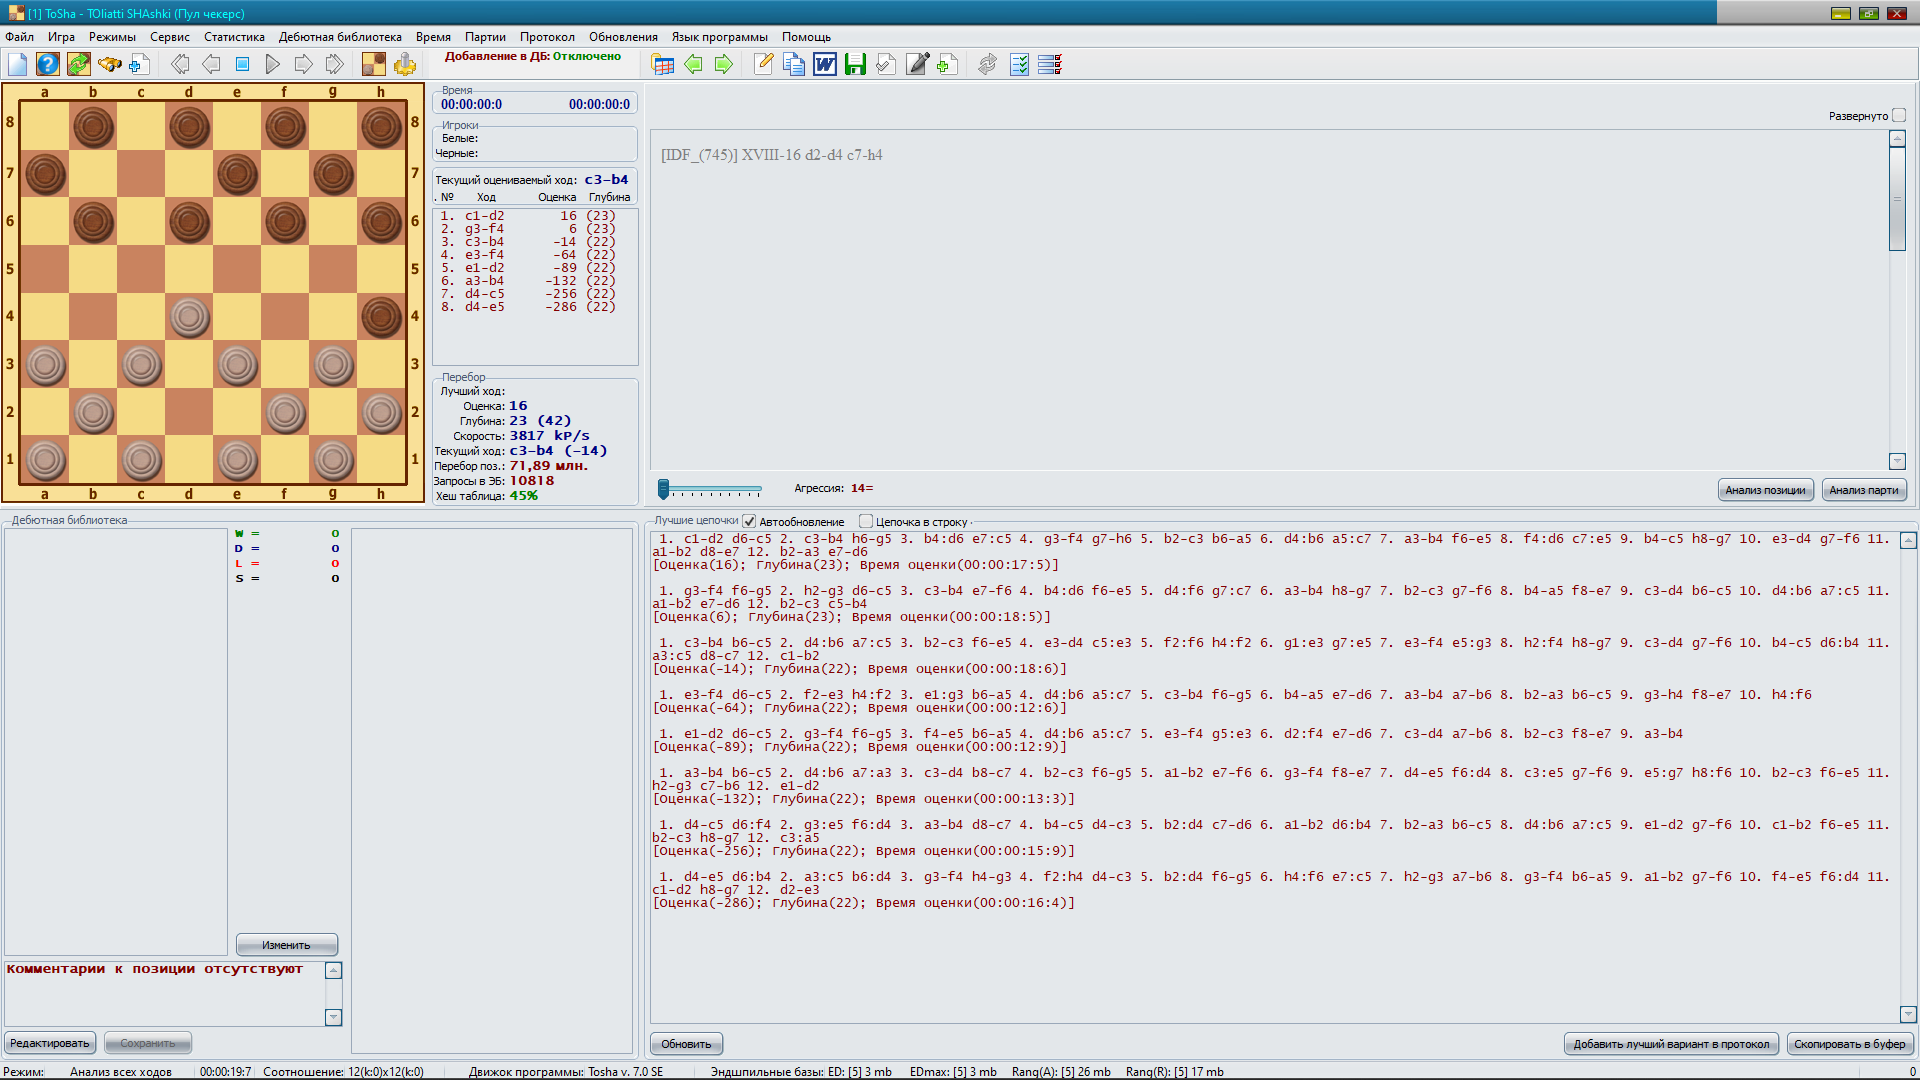 [1] ToSha - TOliatti SHAshki (Пул чекерс)
Файл Игра Режимы Сервис Статистика Дебютная библиотека Время Партии Протокол Обновления Язык программы Помощь
Добавление в ДБ: Отключено
a b c d e f g h
8 8
7 7
6 6
5 5
4 4
3 3
2 2
1 1
a b c d e f g h
Время
00:00:00:0 00:00:00:0
Игроки
Белые:
Черные:
Текущий оцениваемый ход: c3-b4
. № Ход Оценка Глубина
1. c1-d2 16 (23)
2. g3-f4 6 (23)
3. c3-b4 -14 (22)
4. e3-f4 -64 (22)
5. e1-d2 -89 (22)
6. a3-b4 -132 (22)
7. d4-c5 -256 (22)
8. d4-e5 -286 (22)
Перебор
Лучший ход:
Оценка: 16
Глубина: 23 (42)
Скорость: 3817 kP/s
Текущий ход: c3-b4 (-14)
Перебор поз.: 71,89 млн.
Запросы в ЭБ: 10818
Хеш таблица: 45%
Развернуто
[IDF_(745)] XVIII-16 d2-d4 c7-h4
Агрессия: 14=
Анализ позиции Анализ парти
Дебютная библиотека
W = 0
D = 0
L = 0
S = 0
Изменить
Комментарии к позиции отсутствуют
Редактировать Сохранить
Лучшие цепочки Автообновление Цепочка в строку
1. c1-d2 d6-c5 2. c3-b4 h6-g5 3. b4:d6 e7:c5 4. g3-f4 g7-h6 5. b2-c3 b6-a5 6. d4:b6 a5:c7 7. a3-b4 f6-e5 8. f4:d6 c7:e5 9. b4-c5 h8-g7 10. e3-d4 g7-f6 11.
a1-b2 d8-e7 12. b2-a3 e7-d6
[Оценка(16); Глубина(23); Время оценки(00:00:17:5)]
1. g3-f4 f6-g5 2. h2-g3 d6-c5 3. c3-b4 e7-f6 4. b4:d6 f6-e5 5. d4:f6 g7:c7 6. a3-b4 h8-g7 7. b2-c3 g7-f6 8. b4-a5 f8-e7 9. c3-d4 b6-c5 10. d4:b6 a7:c5 11.
a1-b2 e7-d6 12. b2-c3 c5-b4
[Оценка(6); Глубина(23); Время оценки(00:00:18:5)]
1. c3-b4 b6-c5 2. d4:b6 a7:c5 3. b2-c3 f6-e5 4. e3-d4 c5:e3 5. f2:f6 h4:f2 6. g1:e3 g7:e5 7. e3-f4 e5:g3 8. h2:f4 h8-g7 9. c3-d4 g7-f6 10. b4-c5 d6:b4 11.
a3:c5 d8-c7 12. c1-b2
[Оценка(-14); Глубина(22); Время оценки(00:00:18:6)]
1. e3-f4 d6-c5 2. f2-e3 h4:f2 3. e1:g3 b6-a5 4. d4:b6 a5:c7 5. c3-b4 f6-g5 6. b4-a5 e7-d6 7. a3-b4 a7-b6 8. b2-a3 b6-c5 9. g3-h4 f8-e7 10. h4:f6
[Оценка(-64); Глубина(22); Время оценки(00:00:12:6)]
1. e1-d2 d6-c5 2. g3-f4 f6-g5 3. f4-e5 b6-a5 4. d4:b6 a5:c7 5. e3-f4 g5:e3 6. d2:f4 e7-d6 7. c3-d4 a7-b6 8. b2-c3 f8-e7 9. a3-b4
[Оценка(-89); Глубина(22); Время оценки(00:00:12:9)]
1. a3-b4 b6-c5 2. d4:b6 a7:a3 3. c3-d4 b8-c7 4. b2-c3 f6-g5 5. a1-b2 e7-f6 6. g3-f4 f8-e7 7. d4-e5 f6:d4 8. c3:e5 g7-f6 9. e5:g7 h8:f6 10. b2-c3 f6-e5 11.
h2-g3 c7-b6 12. e1-d2
[Оценка(-132); Глубина(22); Время оценки(00:00:13:3)]
1. d4-c5 d6:f4 2. g3:e5 f6:d4 3. a3-b4 d8-c7 4. b4-c5 d4-c3 5. b2:d4 c7-d6 6. a1-b2 d6:b4 7. b2-a3 b6-c5 8. d4:b6 a7:c5 9. e1-d2 g7-f6 10. c1-b2 f6-e5 11.
b2-c3 h8-g7 12. c3:a5
[Оценка(-256); Глубина(22); Время оценки(00:00:15:9)]
1. d4-e5 d6:b4 2. a3:c5 b6:d4 3. g3-f4 h4-g3 4. f2:h4 d4-c3 5. b2:d4 f6-g5 6. h4:f6 e7:c5 7. h2-g3 a7-b6 8. g3-f4 b6-a5 9. a1-b2 g7-f6 10. f4-e5 f6:d4 11.
c1-d2 h8-g7 12. d2-e3
[Оценка(-286); Глубина(22); Время оценки(00:00:16:4)]
Обновить Добавить лучший вариант в протокол Скопировать в буфер
Режим: Анализ всех ходов 00:00:19:7 Соотношение: 12(k:0)x12(k:0) Движок программы: Tosha v. 7.0 SE Эндшпильные базы: ED: [5] 3 mb EDmax: [5] 3 mb Rang(A): [5] 26 mb Rang(R): [5] 17 mb 0